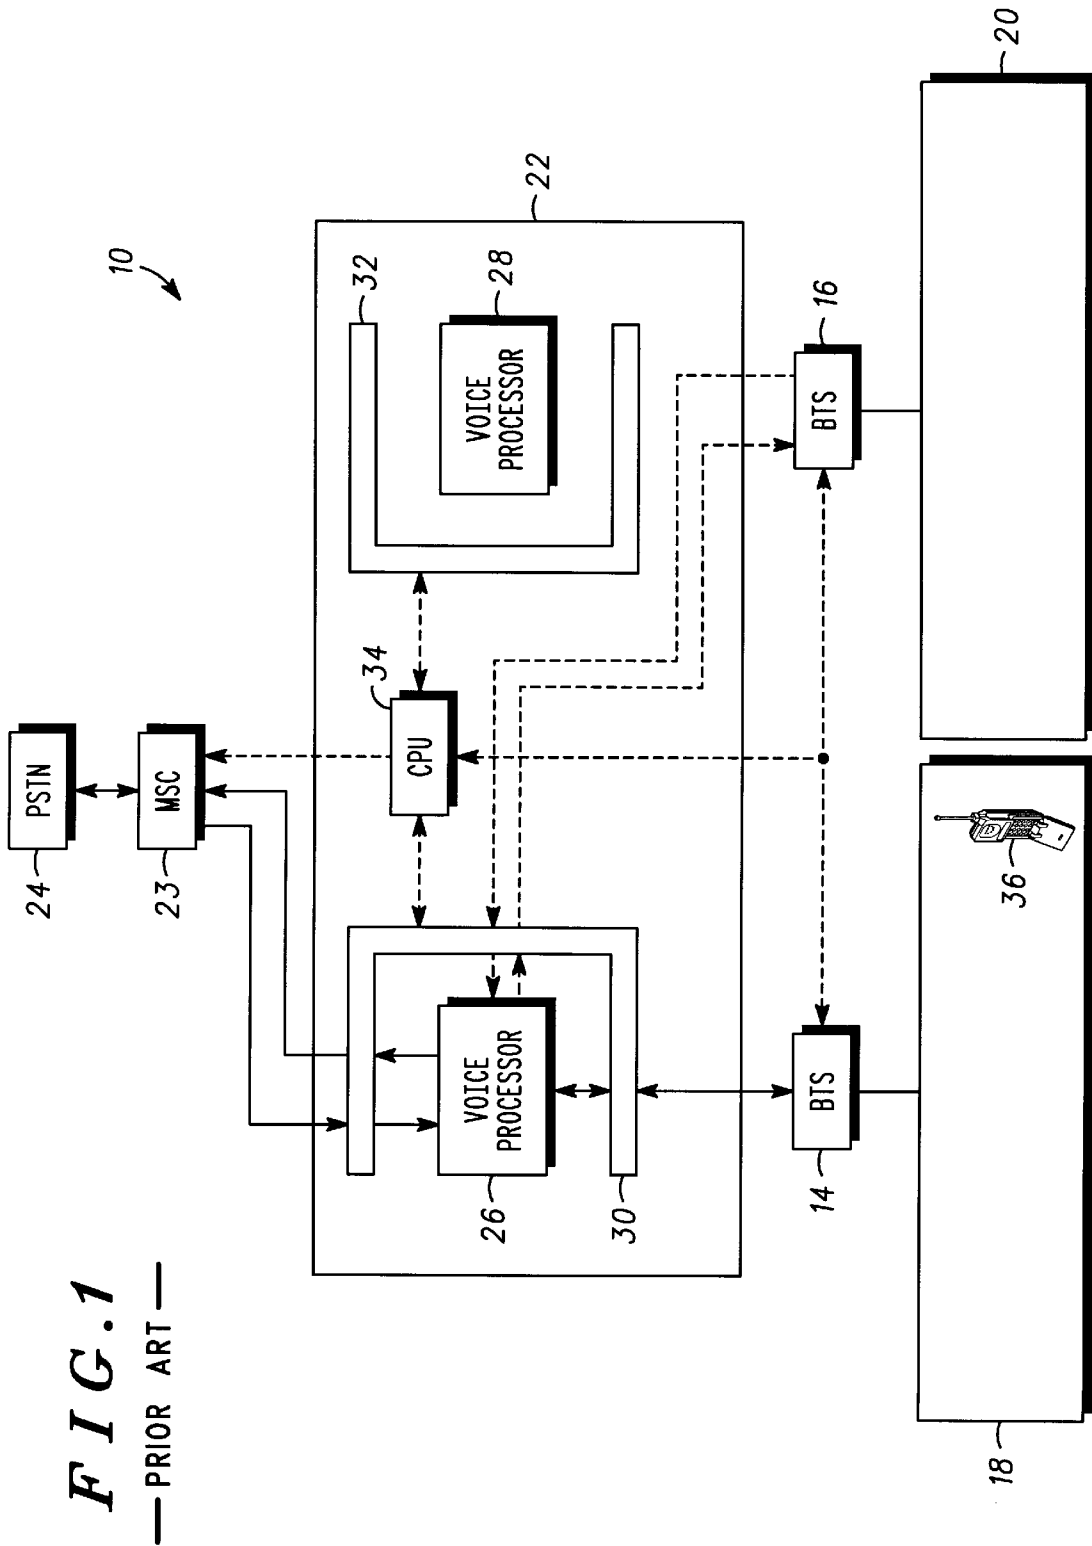 FIG.1
PRIOR ART
10
PSTN
24
MSC
23
22
CPU
34
32
VOICE
PROCESSOR
28
VOICE
PROCESSOR
26
30
BTS
14
BTS
16
18
36
20